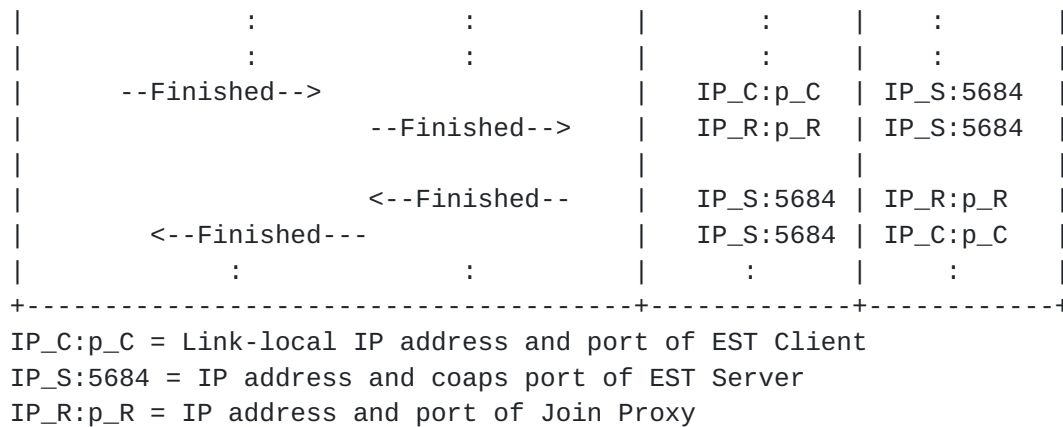 |               :              :           |        :      |     :       |
|               :              :           |        :      |     :       |
|       --Finished-->                      |    IP_C:p_C   | IP_S:5684   |
|                       --Finished-->      |    IP_R:p_R   | IP_S:5684   |
|                                          |               |             |
|                       <--Finished--      |    IP_S:5684  | IP_R:p_R    |
|         <--Finished---                   |    IP_S:5684  | IP_C:p_C    |
|              :               :           |       :       |      :      |
+----------------------------------------+-------------+------------+
IP_C:p_C = Link-local IP address and port of EST Client
IP_S:5684 = IP address and coaps port of EST Server
IP_R:p_R = IP address and port of Join Proxy